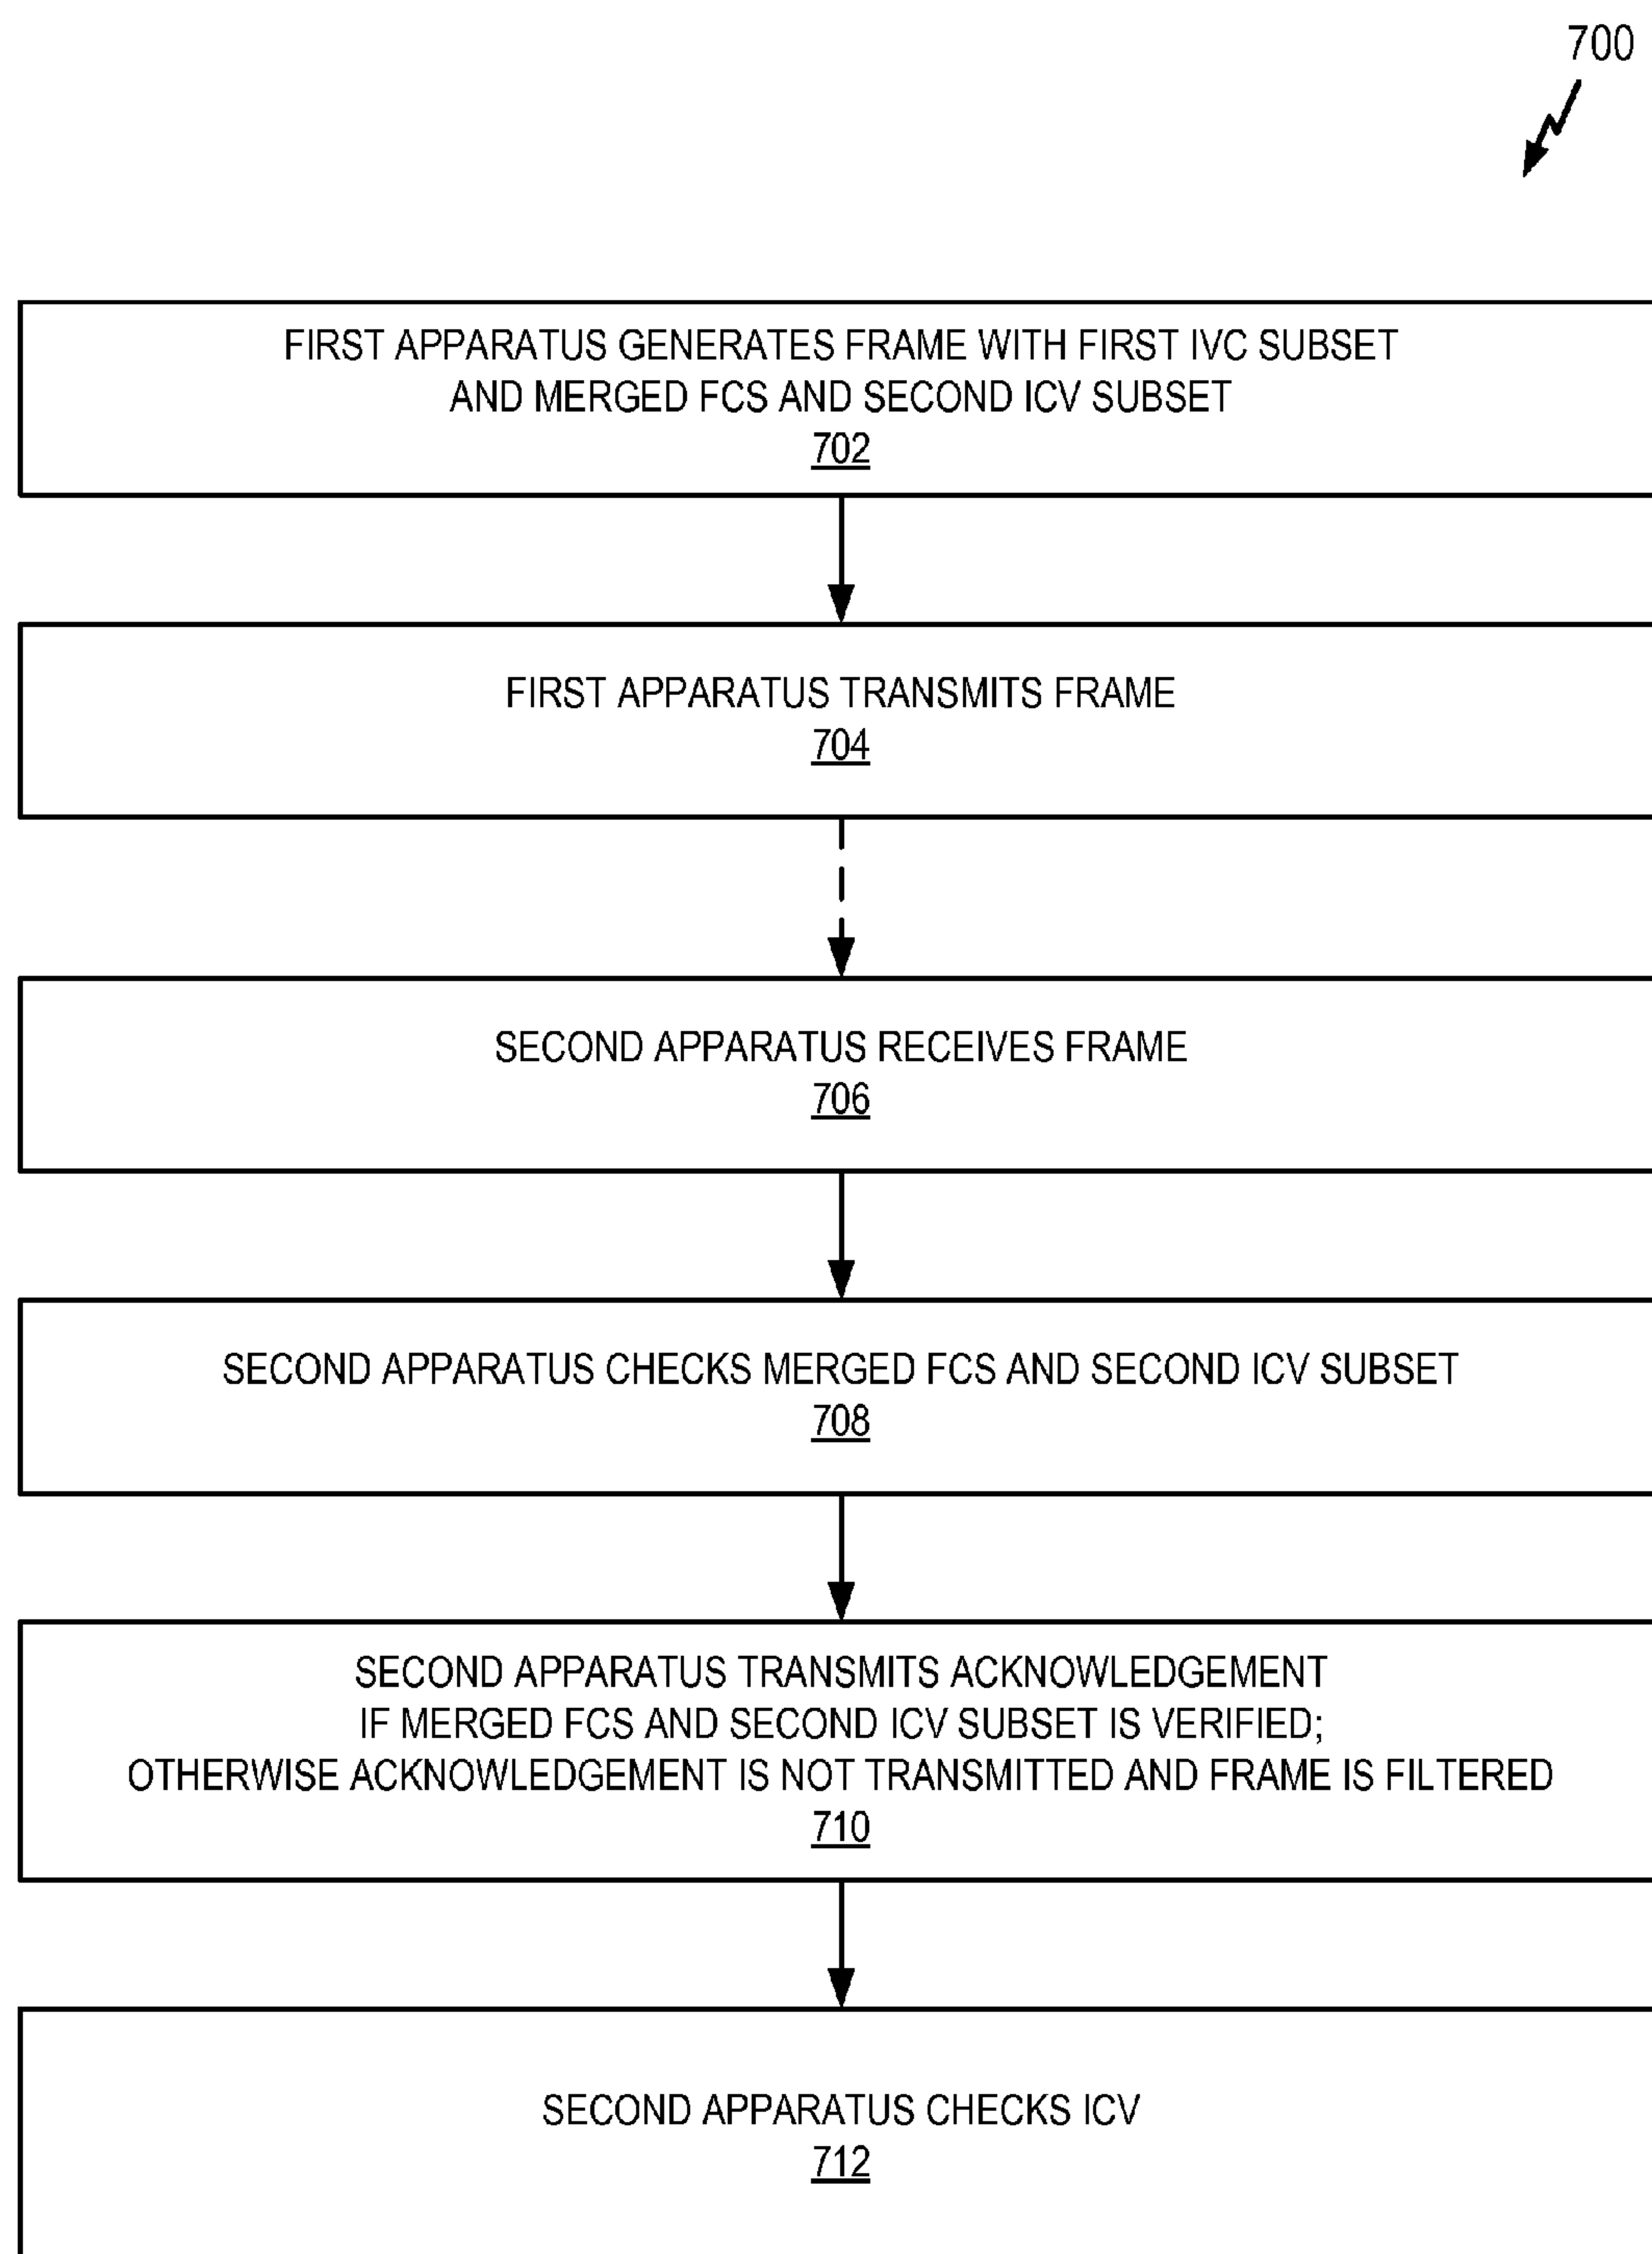 700
FIRST APPARATUS GENERATES FRAME WITH FIRST IVC SUBSET
AND MERGED FCS AND SECOND ICV SUBSET
702
FIRST APPARATUS TRANSMITS FRAME
704
SECOND APPARATUS RECEIVES FRAME
706
SECOND APPARATUS CHECKS MERGED FCS AND SECOND ICV SUBSET
708
SECOND APPARATUS TRANSMITS ACKNOWLEDGEMENT
IF MERGED FCS AND SECOND ICV SUBSET IS VERIFIED;
OTHERWISE ACKNOWLEDGEMENT IS NOT TRANSMITTED AND FRAME IS FILTERED
710
SECOND APPARATUS CHECKS ICV
712